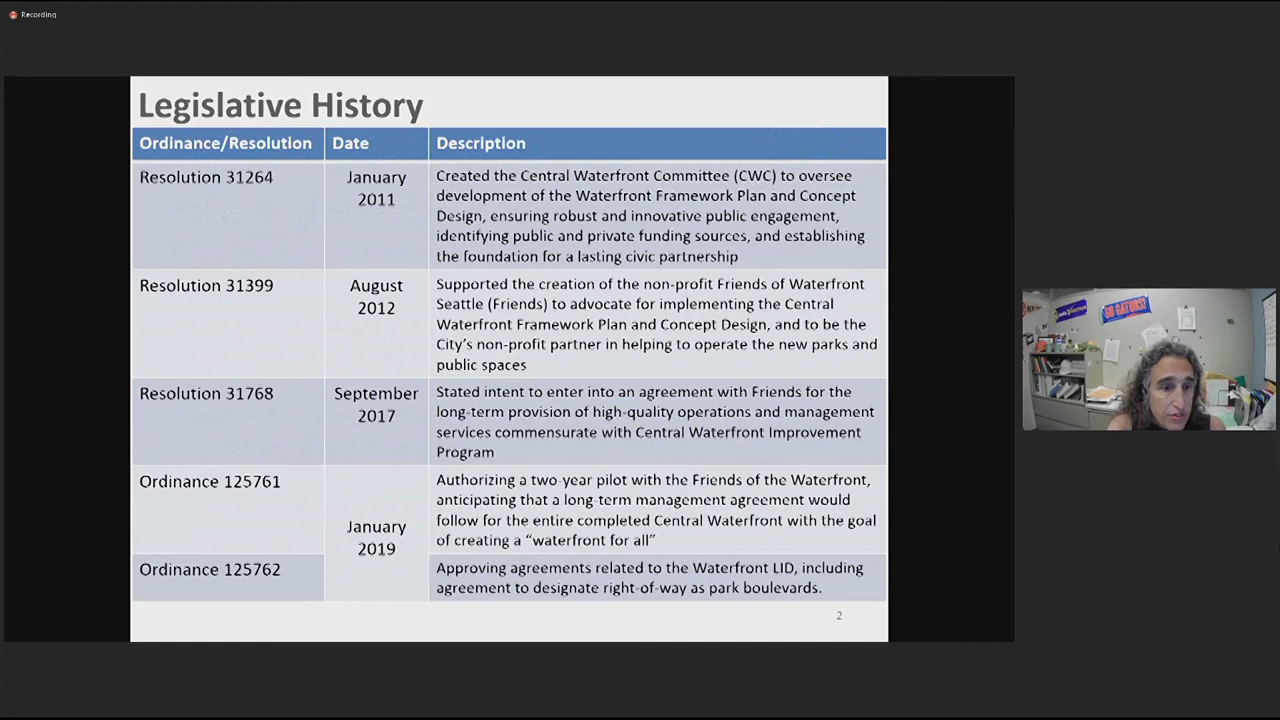 Recording
Legislative History
Ordinance/Resolution Date Description
Resolution 31264
January
2011
Created the Central Waterfront Committee (CWC) to oversee
development of the Waterfront Framework Plan and Concept
Design, ensuring robust and innovative public engagement,
identifying public and private funding sources, and establishing
the foundation for a lasting civic partnership
Resolution 31399
August
2012
Supported the creation of the non-profit Friends of Waterfront
Seattle (Friends) to advocate for implementing the Central
Waterfront Framework Plan and Concept Design, and to be the
City's non-profit partner in helping to operate the new parks and
public spaces
Resolution 31768
September
2017
Stated intent to enter into an agreement with Friends for the
long-term provision of high-quality operations and management
services commensurate with Central Waterfront Improvement
Program
Ordinance 125761
January
2019
Authorizing a two-year pilot with the Friends of the Waterfront,
anticipating that a long-term management agreement would
follow for the entire completed Central Waterfront with the goal
of creating a "waterfront for all"
Ordinance 125762
Approving agreements related to the Waterfront LID, including
agreement to designate right-of-way as park boulevards.
2
GO GATORS!